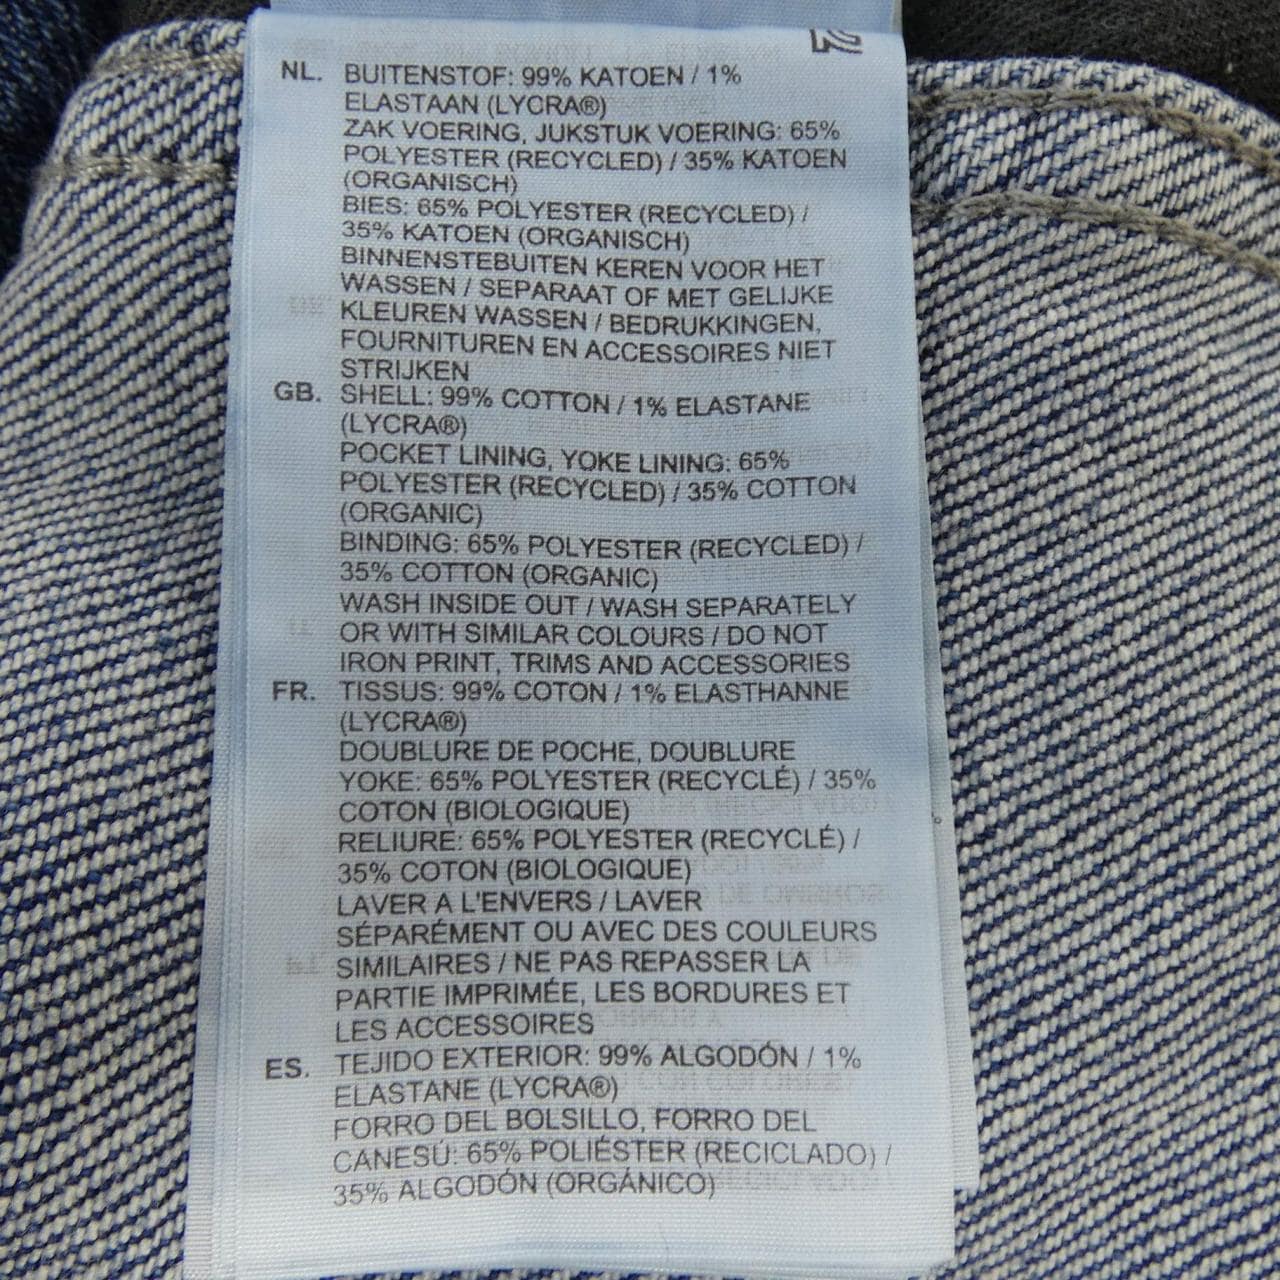 NL. BUITENSTOF: 99% KATOEN / 1%
ELASTAAN (LYCRA®)
ZAK VOERING, JUKSTUK VOERING: 65%
POLYESTER (RECYCLED) / 35% KATOEN
(ORGANISCH)
BIES: 65% POLYESTER (RECYCLED) /
35% KATOEN (ORGANISCH)
BINNENSTEBUITEN KEREN VOOR HET
WASSEN / SEPARAAT OF MET GELIJKE
KLEUREN WASSEN / BEDRUKKINGEN,
FOURNITUREN EN ACCESSOIRES NIET
STRIJKEN
GB. SHELL: 99% COTTON / 1% ELASTANE
(LYCRA®)
POCKET LINING, YOKE LINING: 65%
POLYESTER (RECYCLED) / 35% COTTON
(ORGANIC)
BINDING: 65% POLYESTER (RECYCLED) /
35% COTTON (ORGANIC)
WASH INSIDE OUT / WASH SEPARATELY
OR WITH SIMILAR COLOURS / DO NOT
IRON PRINT, TRIMS AND ACCESSORIES
FR. TISSUS: 99% COTON / 1% ELASTHANNE
(LYCRA®)
DOUBLURE DE POCHE, DOUBLURE
YOKE: 65% POLYESTER (RECYCLÉ) / 35%
COTON (BIOLOGIQUE)
RELIURE: 65% POLYESTER (RECYCLÉ) /
35% COTON (BIOLOGIQUE)
LAVER A L'ENVERS / LAVER
SÉPARÉMENT OU AVEC DES COULEURS
SIMILAIRES / NE PAS REPASSER LA
PARTIE IMPRIMÉE, LES BORDURES ET
LES ACCESSOIRES
ES. TEJIDO EXTERIOR: 99% ALGODÓN / 1%
ELASTANE (LYCRA®)
FORRO DEL BOLSILLO, FORRO DEL
CANESÚ: 65% POLIÉSTER (RECICLADO) /
35% ALGODÓN (ORGÁNICO)